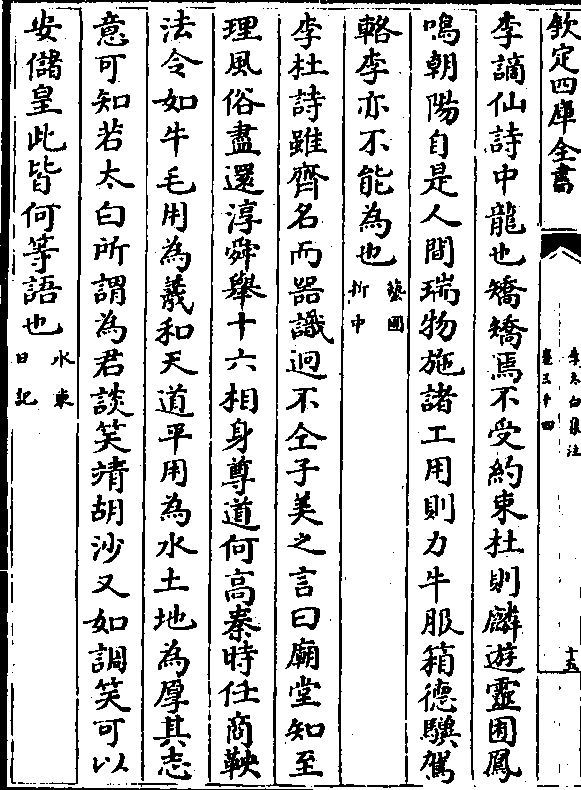 欽定四庫全書
李太白集注
卷三十四
十五
李謫仙詩中龍也矯矯焉不受約束杜則麟遊靈囿鳳
鳴朝陽自是人間瑞物施諸工用則力牛服箱德驥駕
輅李亦不能為也藝圃折中
李杜詩雖齊名而器識迥不仝子美之言曰廟堂知至
理風俗盡還淳舜舉十六相身尊道何高秦時任商鞅
法令如牛毛用為羲和天道平用為水土地為厚其志
意可知若太白所謂為君談笑靖胡沙又如調笑可以
安儲皇此皆何等語也水東日記